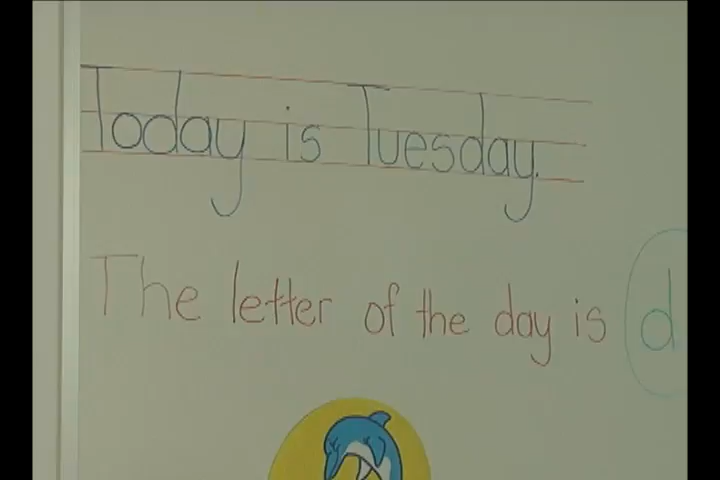 Today is Tuesday.
The letter of the day is d